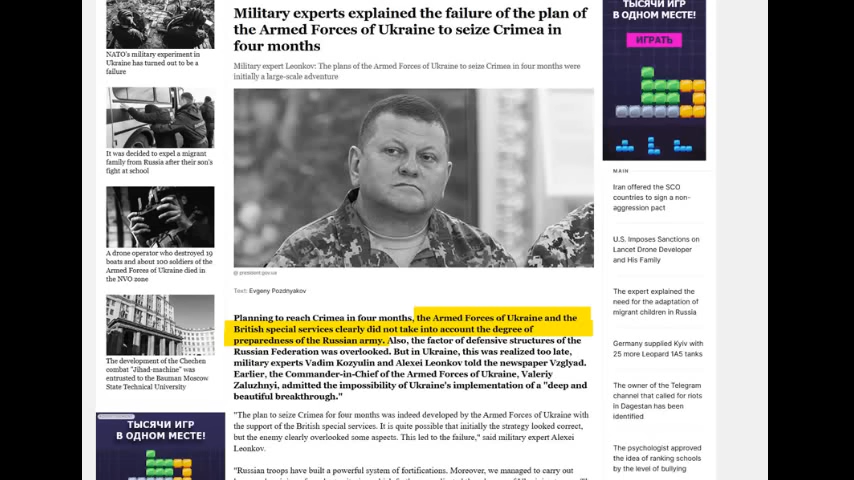 NATO's military experiment in
Ukraine has turned out to be a
failure
It was decided to expel a migrant
family from Russia after their son's
fight at school
A drone operator who destroyed 19
boats and about 100 soldiers of the
Armed Forces of Ukraine died in
the NVO zone
The development of the Chechen
combat "Jihad-machine" was
entrusted to the Bauman Moscow
State Technical University
ТЫСЯЧИ ИГР
В ОДНОМ МЕСТЕ!
Military experts explained the failure of the plan of
the Armed Forces of Ukraine to seize Crimea in
four months
Military expert Leonkov: The plans of the Armed Forces of Ukraine to seize Crimea in four months were
initially a large-scale adventure
@ president.gov.ua
Text: Evgeny Pozdnyakov
Planning to reach Crimea in four months, the Armed Forces of Ukraine and the
British special services clearly did not take into account the degree of
preparedness of the Russian army. Also, the factor of defensive structures of the
Russian Federation was overlooked. But in Ukraine, this was realized too late,
military experts Vadim Kozyulin and Alexei Leonkov told the newspaper Vzglyad.
Earlier, the Commander-in-Chief of the Armed Forces of Ukraine, Valeriy
Zaluzhnyi, admitted the impossibility of Ukraine's implementation of a "deep and
beautiful breakthrough."
"The plan to seize Crimea for four months was indeed developed by the Armed Forces of Ukraine with
the support of the British special services. It is quite possible that initially the strategy looked correct,
but the enemy clearly overlooked some aspects. This led to the failure," said military expert Alexei
Leonkov.
"Russian troops have built a powerful system of fortifications. Moreover, we managed to carry out
ТЫСЯЧИ ИГР
В ОДНОМ МЕСТЕ!
ИГРАТЬ
MAIN
Iran offered the SCO
countries to sign a non-
aggression pact
U.S. Imposes Sanctions on
Lancet Drone Developer
and His Family
The expert explained the
need for the adaptation of
migrant children in Russia
Germany supplied Kyiv with
25 more Leopard 1A5 tanks
The owner of the Telegram
channel that called for riots
in Dagestan has been
identified
The psychologist approved
the idea of ranking schools
by the level of bullying